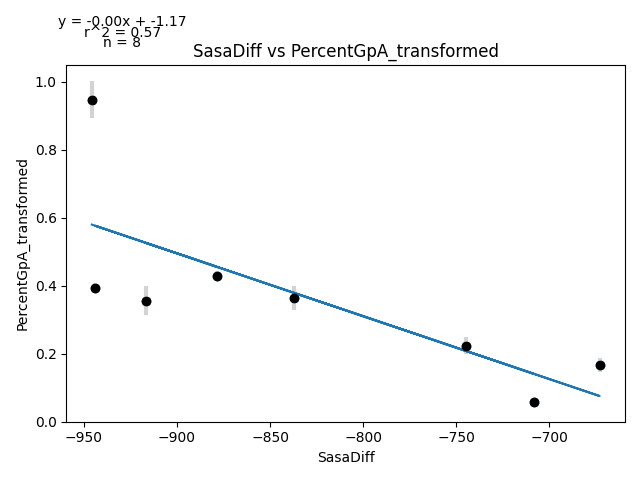 y = -0.00x + -1.17
r^2 = 0.57
n = 8
SasaDiff vs PercentGpA_transformed
PercentGpA_transformed
1.0
0.8
0.6
0.4
0.2
0.0
−950
−900
−850
−800
−750
−700
SasaDiff